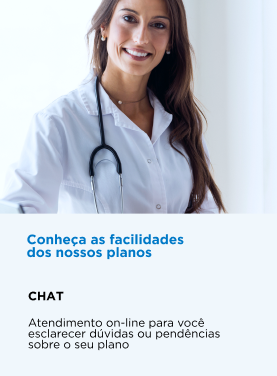 Conheça as facilidades
dos nossos planos
CHAT
Atendimento on-line para você
esclarecer dúvidas ou pendências
sobre o seu plano